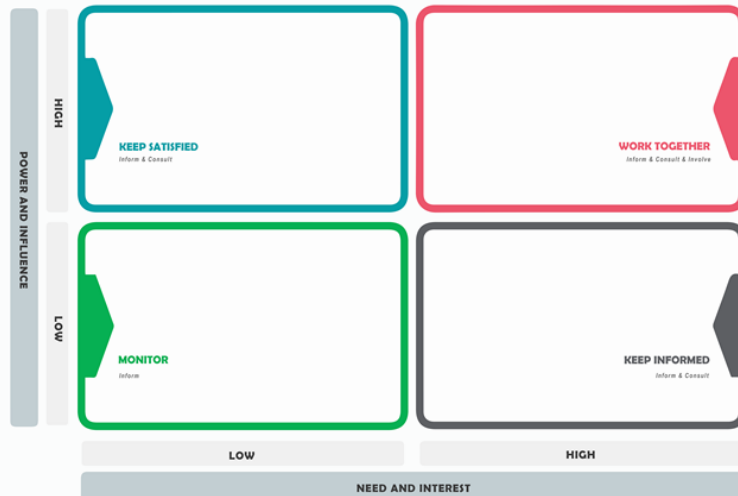 POWER AND INFLUENCE
HIGH
KEEP SATISFIED
Inform & Consult
WORK TOGETHER
Inform & Consult & Involve
LOW
MONITOR
Inform
KEEP INFORMED
Inform & Consult
LOW
HIGH
NEED AND INTEREST